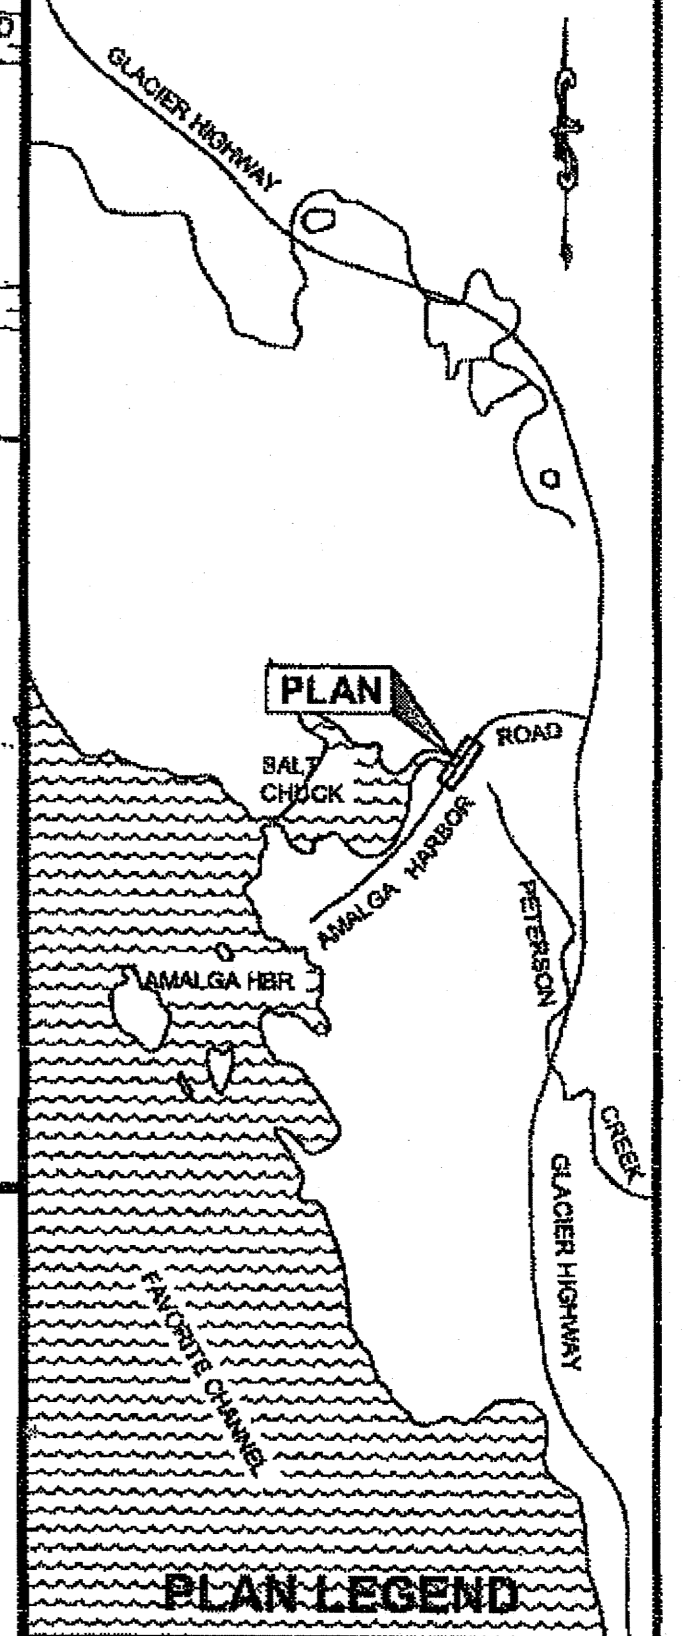 GLACIER HIGHWAY
PLAN
ROAD
SALT
CHUCK
AMALGA HARBOR
PETERSON
AMALGA HBR
CREEK
GLACIER HIGHWAY
FAVORITE CHANNEL
PLAN LEGEND